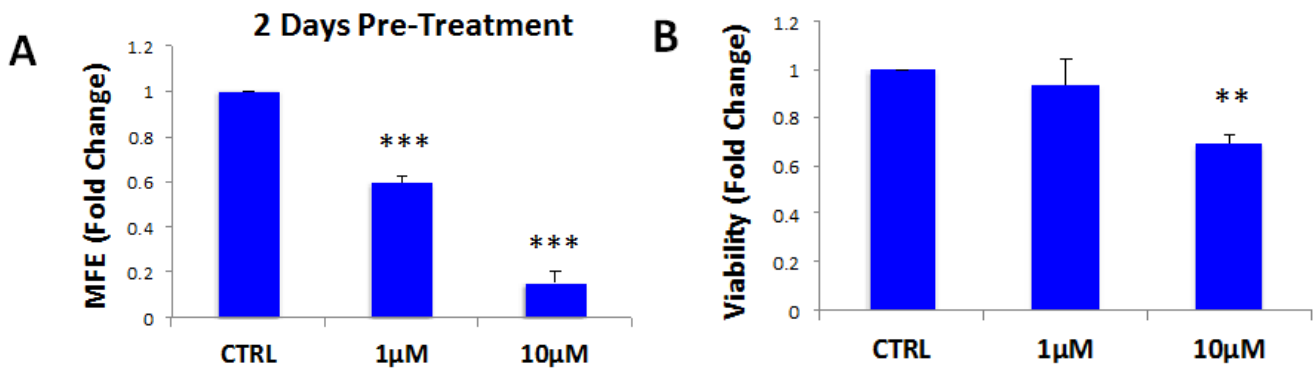 A
2 Days Pre-Treatment
MFE (Fold Change)
1.2
1
0.8
0.6
0.4
0.2
0
***
***
CTRL
1µM
10µM
B
Viability (Fold Change)
1.2
1
0.8
0.6
0.4
0.2
0
**
CTRL
1µM
10µM